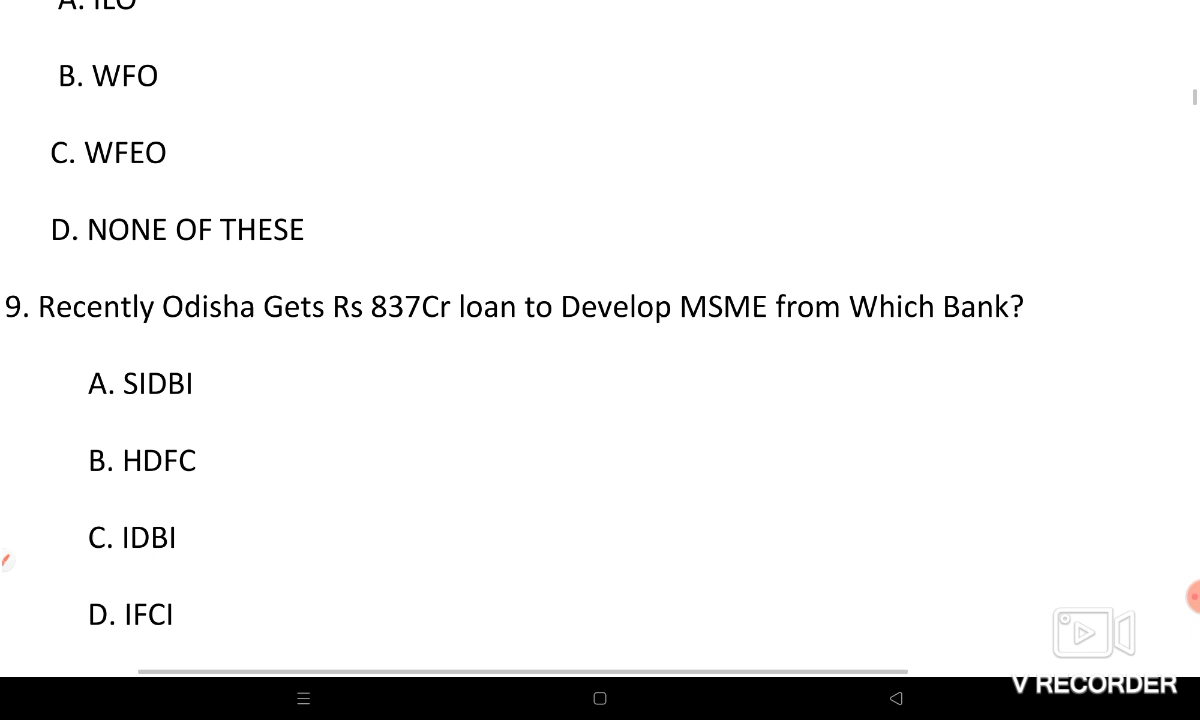 A. ILO
B. WFO
C. WFEO
D. NONE OF THESE
9. Recently Odisha Gets Rs 837Cr loan to Develop MSME from Which Bank?
A. SIDBI
B. HDFC
C. IDBI
D. IFCI
V RECORDER